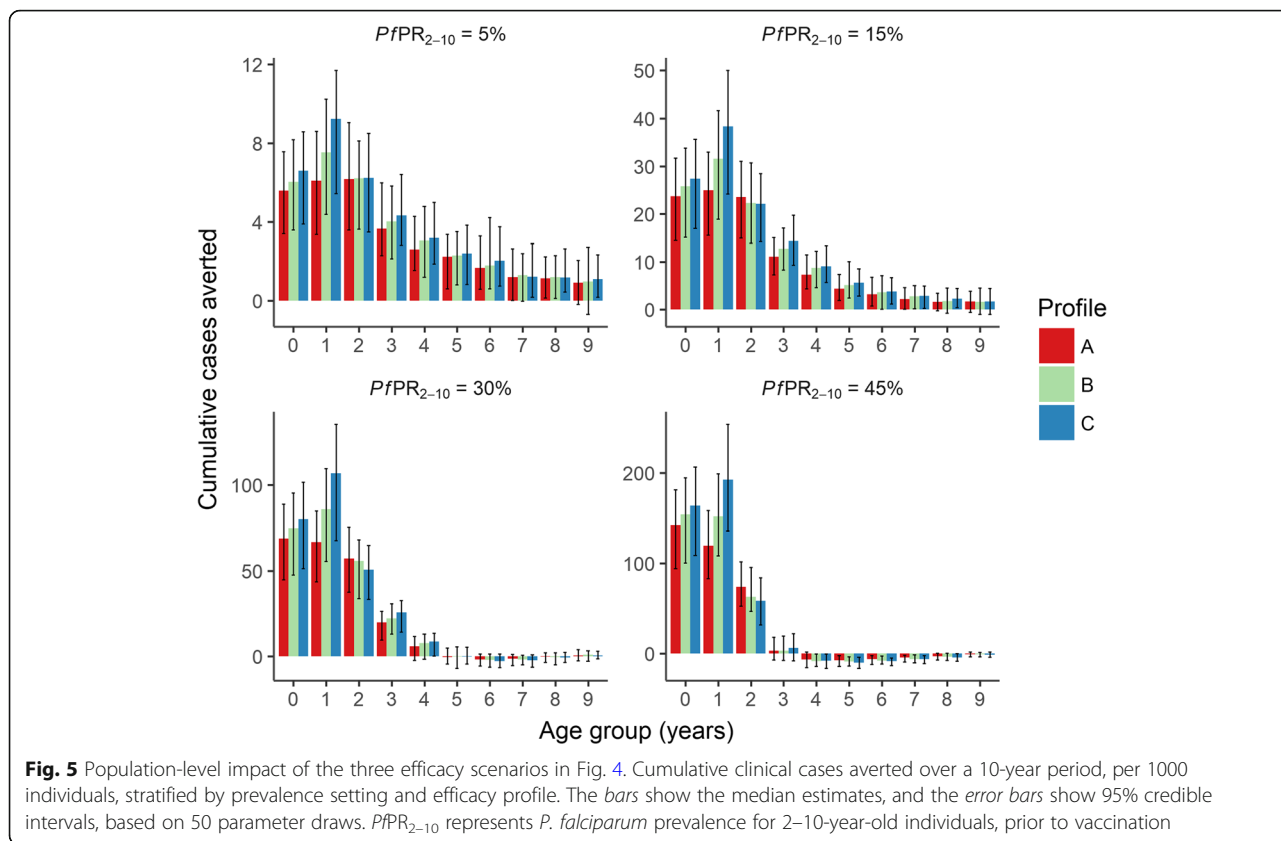 PfPR2–10 = 5%
PfPR2–10 = 15%
12
8
4
0
0 1 2 3 4 5 6 7 8 9
50
40
30
20
10
0
0 1 2 3 4 5 6 7 8 9
Profile
A
B
C
Cumulative cases averted
PfPR2–10 = 30%
PfPR2–10 = 45%
100
50
0
0 1 2 3 4 5 6 7 8 9
200
100
0
0 1 2 3 4 5 6 7 8 9
Age group (years)
Fig. 5 Population-level impact of the three efficacy scenarios in Fig. 4. Cumulative clinical cases averted over a 10-year period, per 1000
individuals, stratified by prevalence setting and efficacy profile. The bars show the median estimates, and the error bars show 95% credible
intervals, based on 50 parameter draws. PfPR2–10 represents P. falciparum prevalence for 2–10-year-old individuals, prior to vaccination